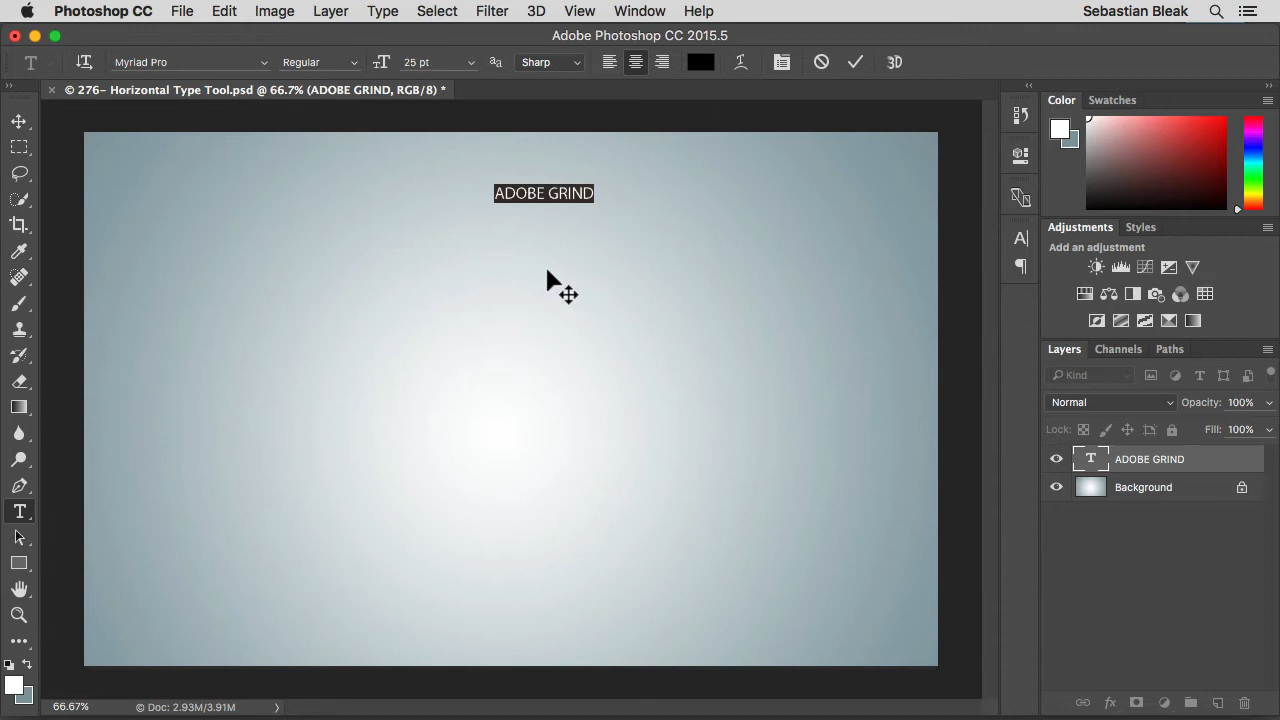 Photoshop CC File Edit Image Layer Type Select Filter 3D View Window Help Sebastian Bleak
Adobe Photoshop CC 2015.5
T Myriad Pro Regular 25 pt Sharp 3D
© 276- Horizontal Type Tool.psd @ 66.7% (ADOBE GRIND, RGB/8) *
Color Swatches
ADOBE GRIND
Adjustments Styles
Add an adjustment
Layers Channels Paths
Kind
Normal Opacity: 100%
Lock: Fill: 100%
T ADOBE GRIND
Background
66.67% © Doc: 2.93M/3.91M